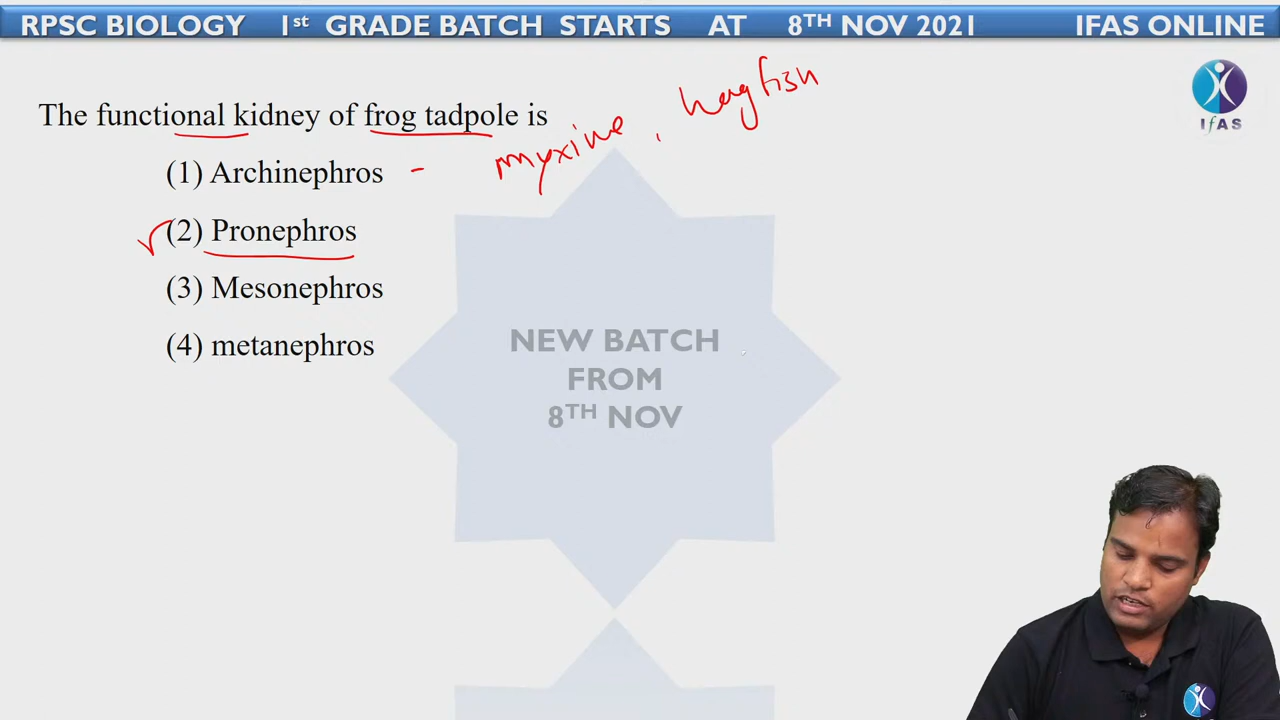 RPSC BIOLOGY 1st GRADE BATCH STARTS AT 8TH NOV 2021 IFAS ONLINE
The functional kidney of frog tadpole is
(1) Archinephros - myxine, hagfish
(2) Pronephros
(3) Mesonephros
(4) metanephros
NEW BATCH
FROM
8TH NOV
IfAS
IFAS